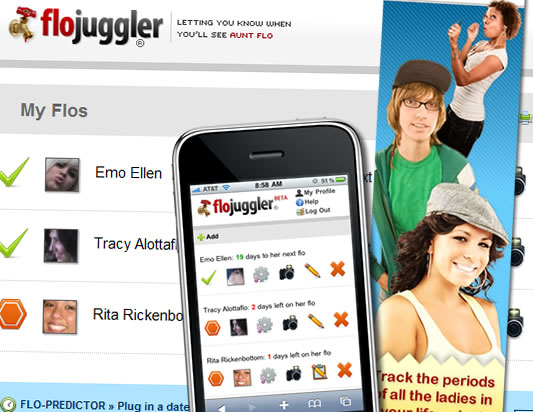 flojuggler®
LETTING YOU KNOW WHEN
YOU'LL SEE AUNT FLO
My Flos
Emo Ellen
Tracy Alottaflo
Rita Rickenbottom
FLO-PREDICTOR » Plug in a date
AT&T 8:58 AM 91%
flojuggler® BETA
My Profile
Help
Log Out
Add
Emo Ellen: 19 days to her next flo
Tracy Alottaflo: 2 days left on her flo
Rita Rickenbottom: 1 days left on her flo
Track the periods
of all the ladies in
your life